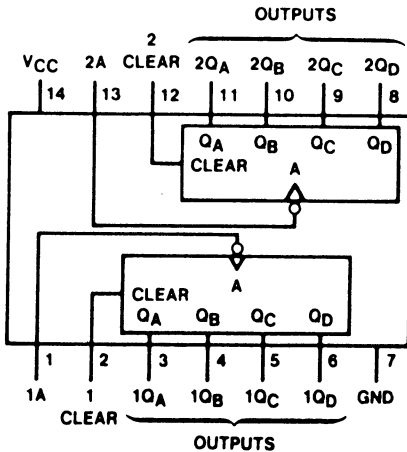 OUTPUTS
2
VCC 2A CLEAR 2QA 2QB 2QC 2QD
14 13 12 11 10 9 8
QA QB QC QD
CLEAR A
A
CLEAR
QA QB QC QD
1 2 3 4 5 6 7
1A 1 1QA 1QB 1QC 1QD GND
CLEAR
OUTPUTS